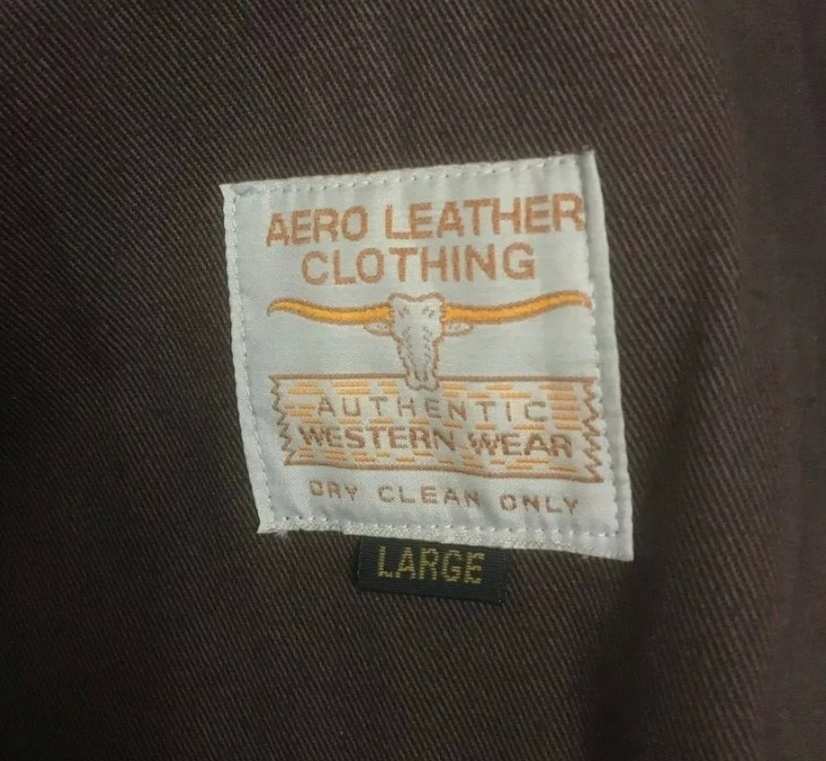 AERO LEATHER
CLOTHING
AUTHENTIC
WESTERN WEAR
DRY CLEAN ONLY
LARGE